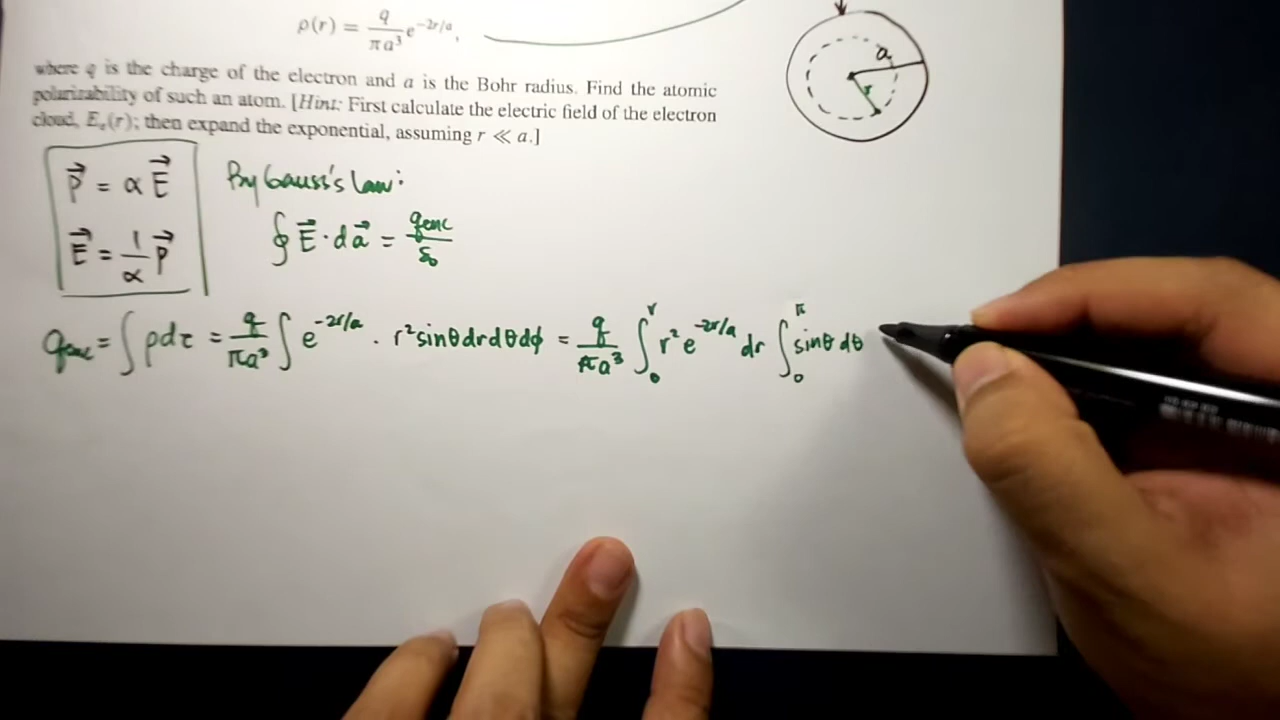 ρ(r) = q/πa³ e^{-2r/a},
where q is the charge of the electron and a is the Bohr radius. Find the atomic
polarizability of such an atom. [Hint: First calculate the electric field of the electron
cloud, Eₑ(r); then expand the exponential, assuming r ≪ a.]
a
r
p⃗ = α E⃗
E⃗ = 1/α p⃗
By Gauss's Law:
∮ E⃗ · da⃗ = q_enc/ε₀
q_enc = ∫ ρdτ = q/πa³ ∫ e^{-2r/a} · r² sinθ dr dθ dϕ = q/πa³ ∫₀^r r² e^{-2r/a} dr ∫₀^π sinθ dθ